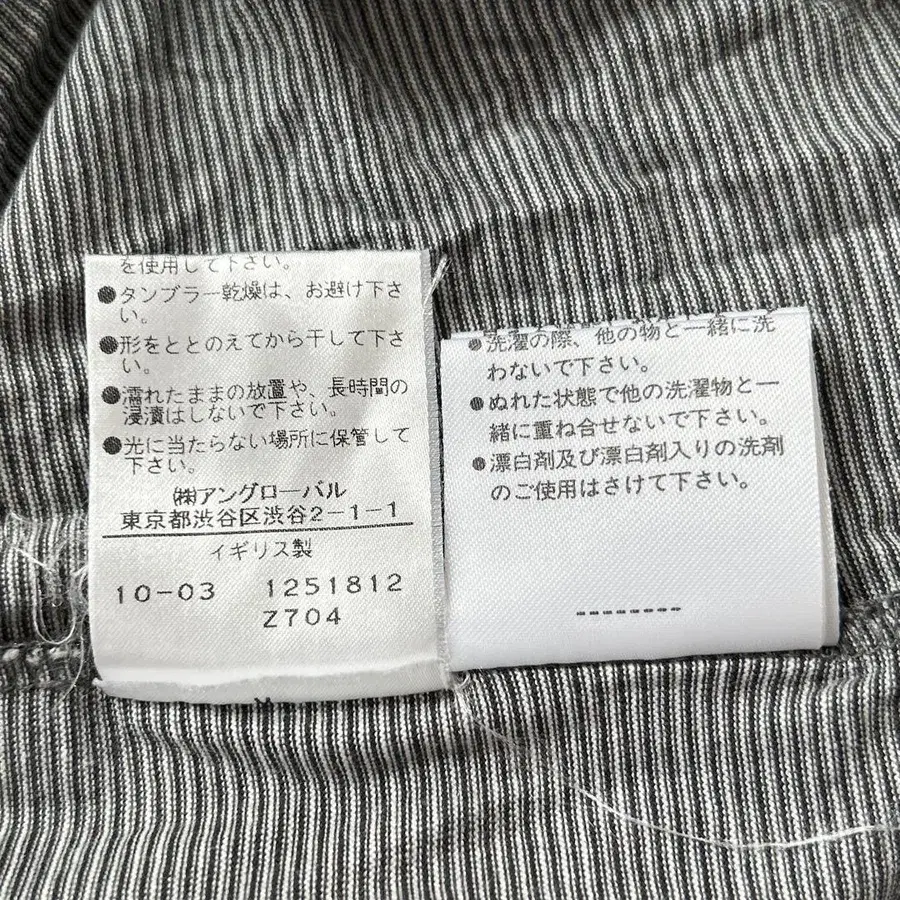 を使用して下さい。
●タンブラー乾燥は、お避け下さ
い。
●形をととのえてから干して下さ
い。
●濡れたままの放置や、長時間の
浸漬はしないで下さい。
●光に当たらない場所に保管して
下さい。
㈱アングローバル
東京都渋谷区渋谷2-1-1
イギリス製
10-03 1251812
Z704
●洗濯の際、他の物と一緒に洗
わないで下さい。
●ぬれた状態で他の洗濯物と一
緒に重ね合せないで下さい。
●漂白剤及び漂白剤入りの洗剤
のご使用はさけて下さい。
--------